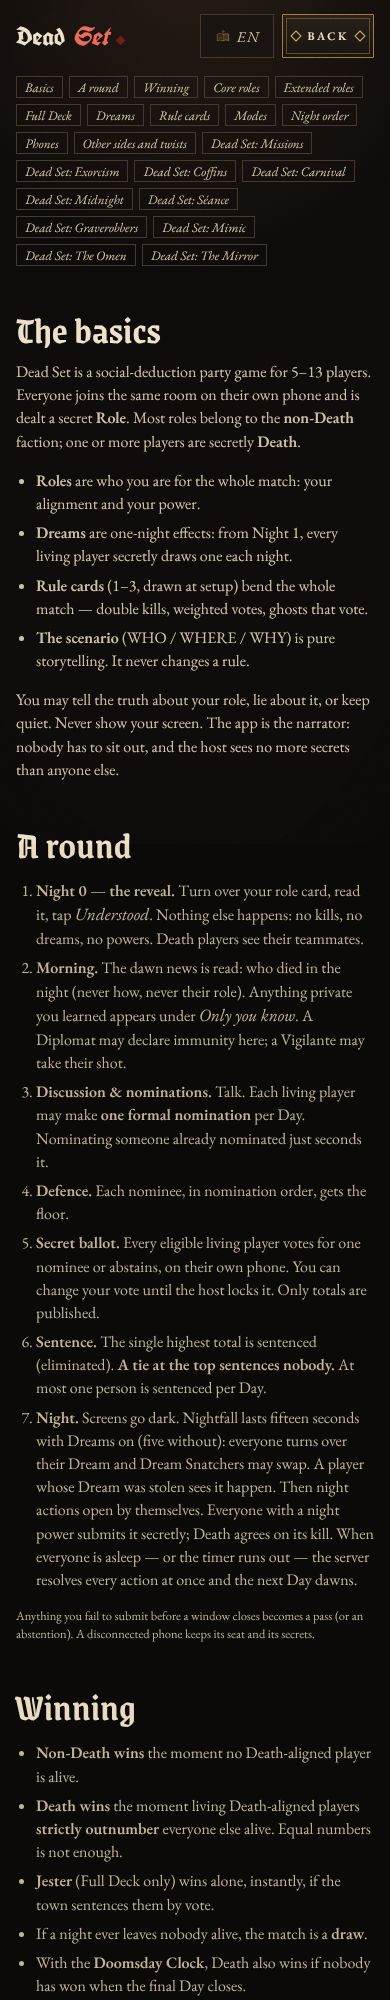 Dead Set
EN
BACK
Basics
A round
Winning
Core roles
Extended roles
Full Deck
Dreams
Rule cards
Modes
Night order
Phones
Other sides and twists
Dead Set: Missions
Dead Set: Exorcism
Dead Set: Coffins
Dead Set: Carnival
Dead Set: Midnight
Dead Set: Séance
Dead Set: Graverobbers
Dead Set: Mimic
Dead Set: The Omen
Dead Set: The Mirror
The basics
Dead Set is a social-deduction party game for 5–13 players.
Everyone joins the same room on their own phone and is
dealt a secret Role. Most roles belong to the non-Death
faction; one or more players are secretly Death.
• Roles are who you are for the whole match: your
alignment and your power.
• Dreams are one-night effects: from Night 1, every
living player secretly draws one each night.
• Rule cards (1–3, drawn at setup) bend the whole
match — double kills, weighted votes, ghosts that vote.
• The scenario (WHO / WHERE / WHY) is pure
storytelling. It never changes a rule.
You may tell the truth about your role, lie about it, or keep
quiet. Never show your screen. The app is the narrator:
nobody has to sit out, and the host sees no more secrets
than anyone else.
A round
1. Night 0 — the reveal. Turn over your role card, read
it, tap Understood. Nothing else happens: no kills, no
dreams, no powers. Death players see their teammates.
2. Morning. The dawn news is read: who died in the
night (never how, never their role). Anything private
you learned appears under Only you know. A
Diplomat may declare immunity here; a Vigilante may
take their shot.
3. Discussion & nominations. Talk. Each living player
may make one formal nomination per Day.
Nominating someone already nominated just seconds
it.
4. Defence. Each nominee, in nomination order, gets the
floor.
5. Secret ballot. Every eligible living player votes for one
nominee or abstains, on their own phone. You can
change your vote until the host locks it. Only totals are
published.
6. Sentence. The single highest total is sentenced
(eliminated). A tie at the top sentences nobody. At
most one person is sentenced per Day.
7. Night. Screens go dark. Nightfall lasts fifteen seconds
with Dreams on (five without): everyone turns over
their Dream and Dream Snatchers may swap. A player
whose Dream was stolen sees it happen. Then night
actions open by themselves. Everyone with a night
power submits it secretly; Death agrees on its kill. When
everyone is asleep — or the timer runs out — the server
resolves every action at once and the next Day dawns.
Anything you fail to submit before a window closes becomes a pass (or an
abstention). A disconnected phone keeps its seat and its secrets.
Winning
• Non-Death wins the moment no Death-aligned player
is alive.
• Death wins the moment living Death-aligned players
strictly outnumber everyone else alive. Equal numbers
is not enough.
• Jester (Full Deck only) wins alone, instantly, if the
town sentences them by vote.
• If a night ever leaves nobody alive, the match is a draw.
• With the Doomsday Clock, Death also wins if nobody
has won when the final Day closes.